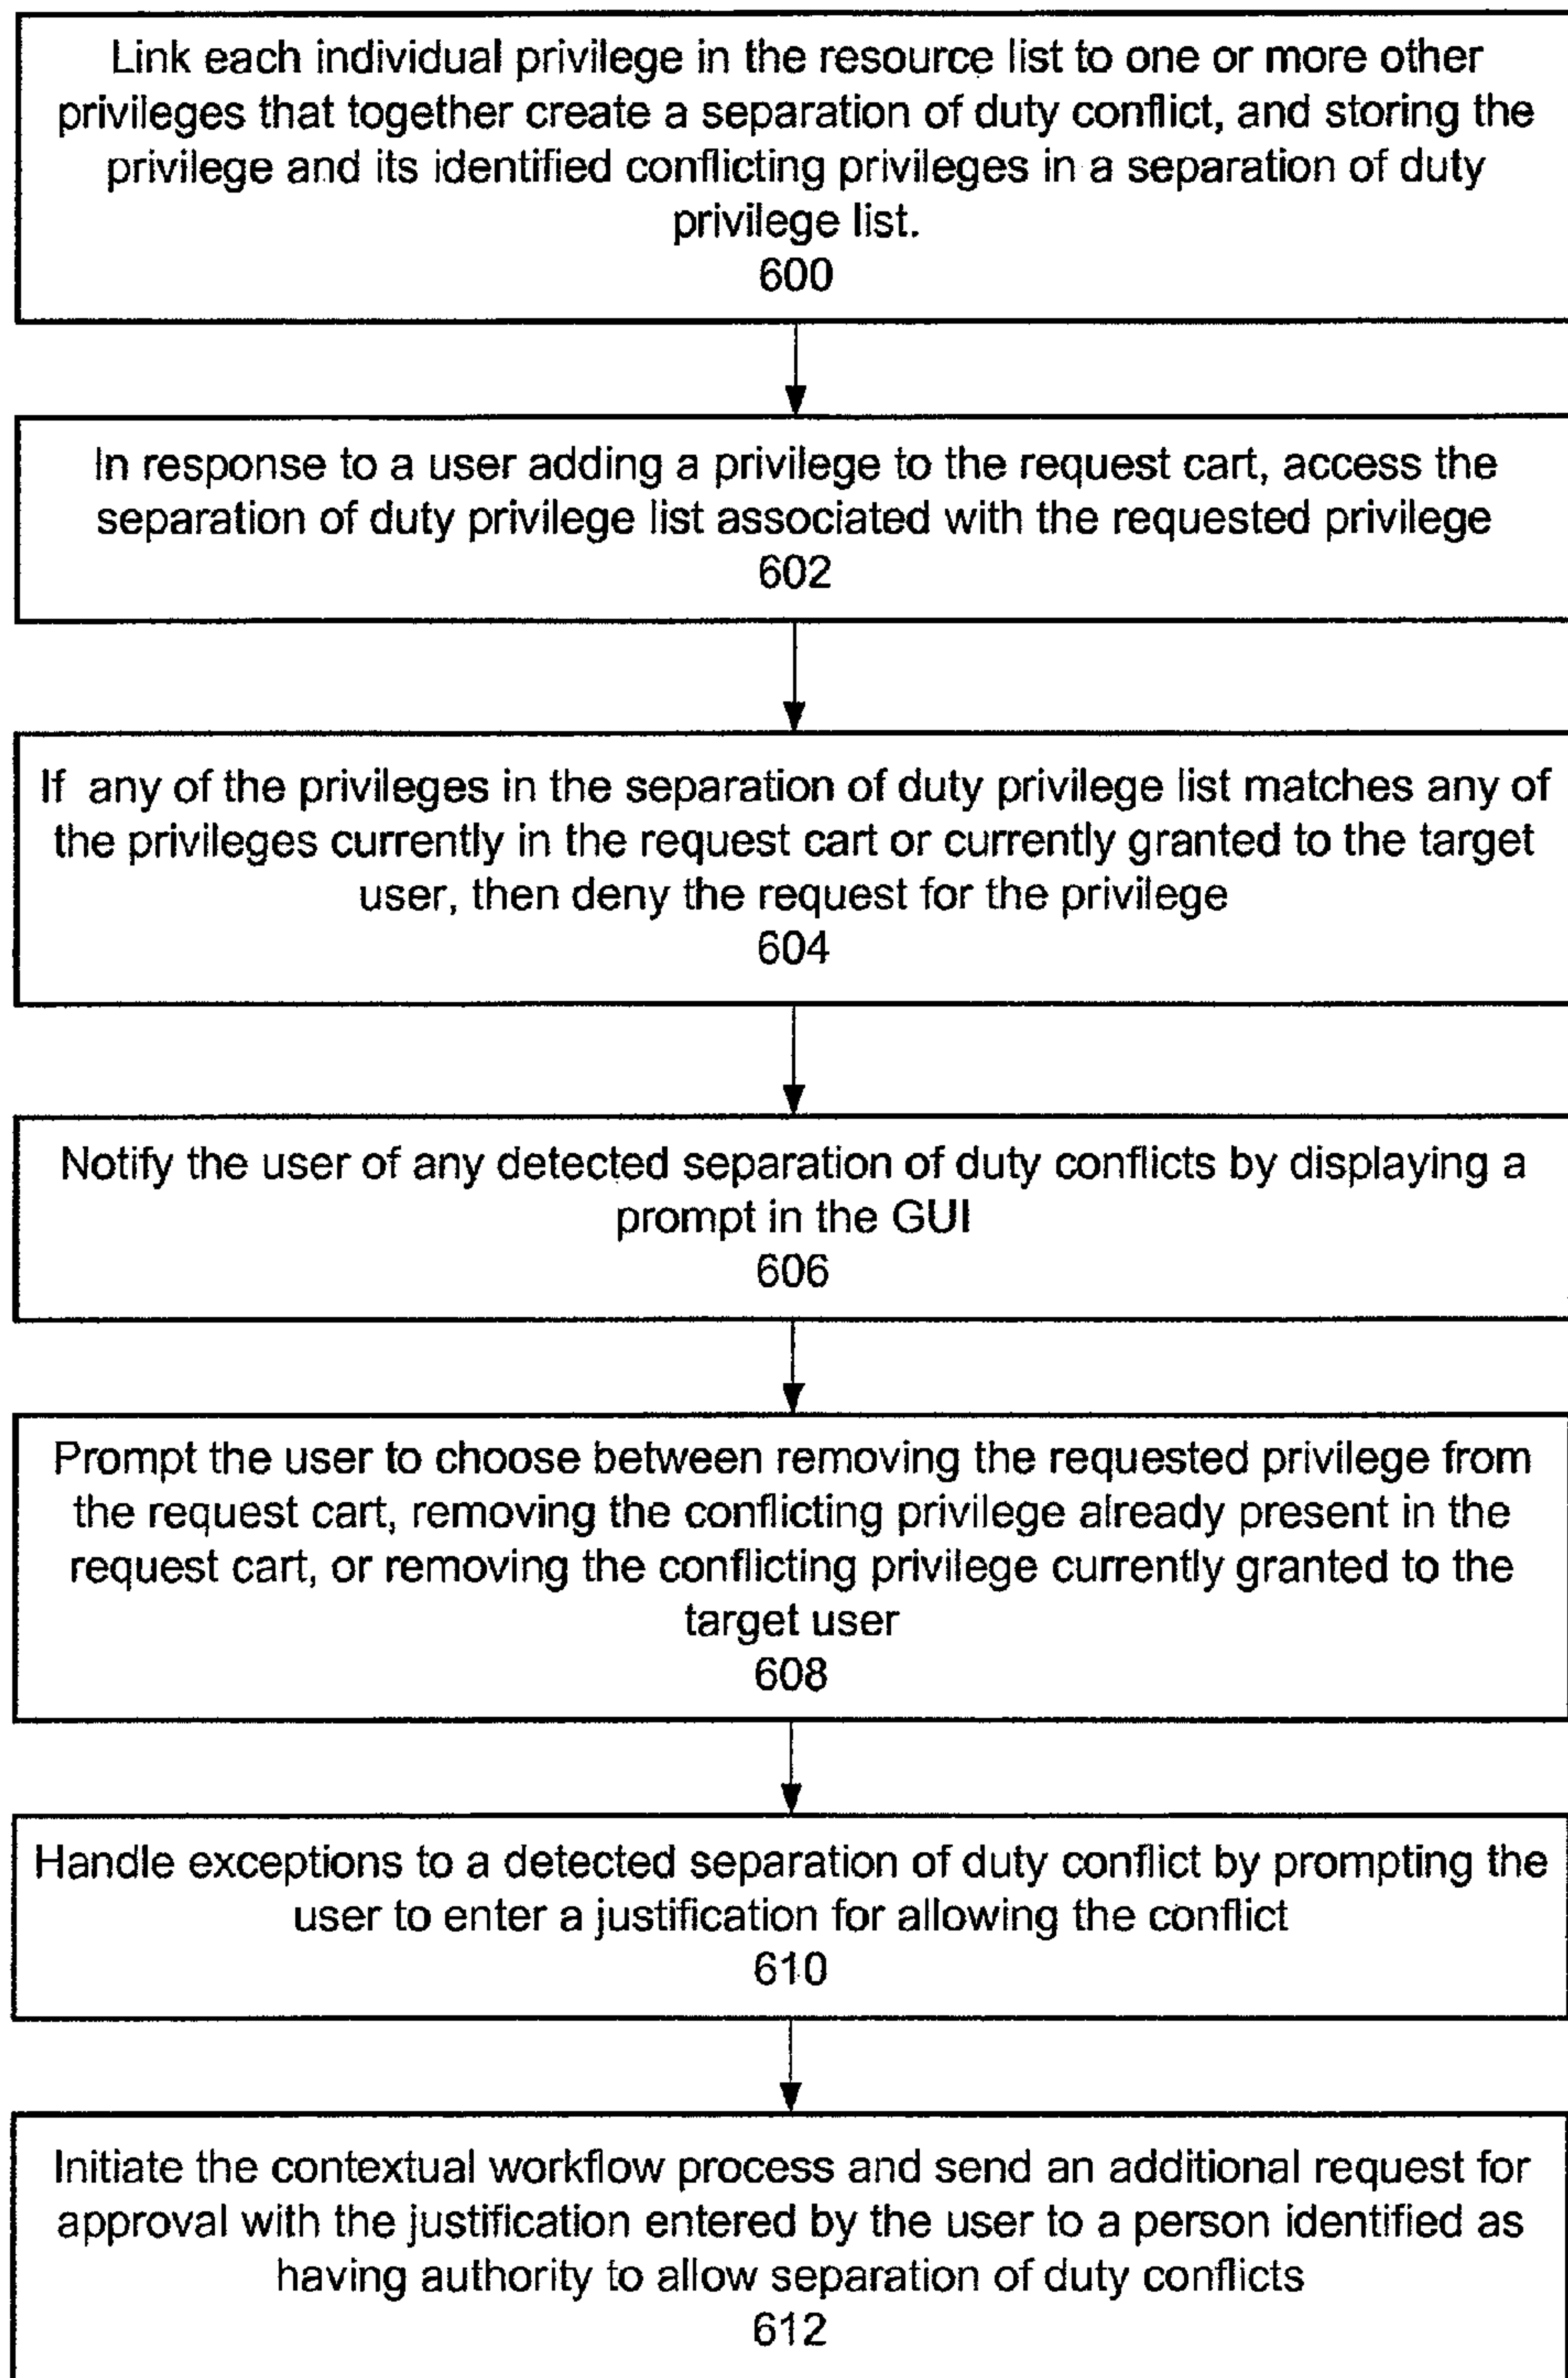 Link each individual privilege in the resource list to one or more other
privileges that together create a separation of duty conflict, and storing the
privilege and its identified conflicting privileges in a separation of duty
privilege list.
600
In response to a user adding a privilege to the request cart, access the
separation of duty privilege list associated with the requested privilege
602
If any of the privileges in the separation of duty privilege list matches any of
the privileges currently in the request cart or currently granted to the target
user, then deny the request for the privilege
604
Notify the user of any detected separation of duty conflicts by displaying a
prompt in the GUI
606
Prompt the user to choose between removing the requested privilege from
the request cart, removing the conflicting privilege already present in the
request cart, or removing the conflicting privilege currently granted to the
target user
608
Handle exceptions to a detected separation of duty conflict by prompting the
user to enter a justification for allowing the conflict
610
Initiate the contextual workflow process and send an additional request for
approval with the justification entered by the user to a person identified as
having authority to allow separation of duty conflicts
612